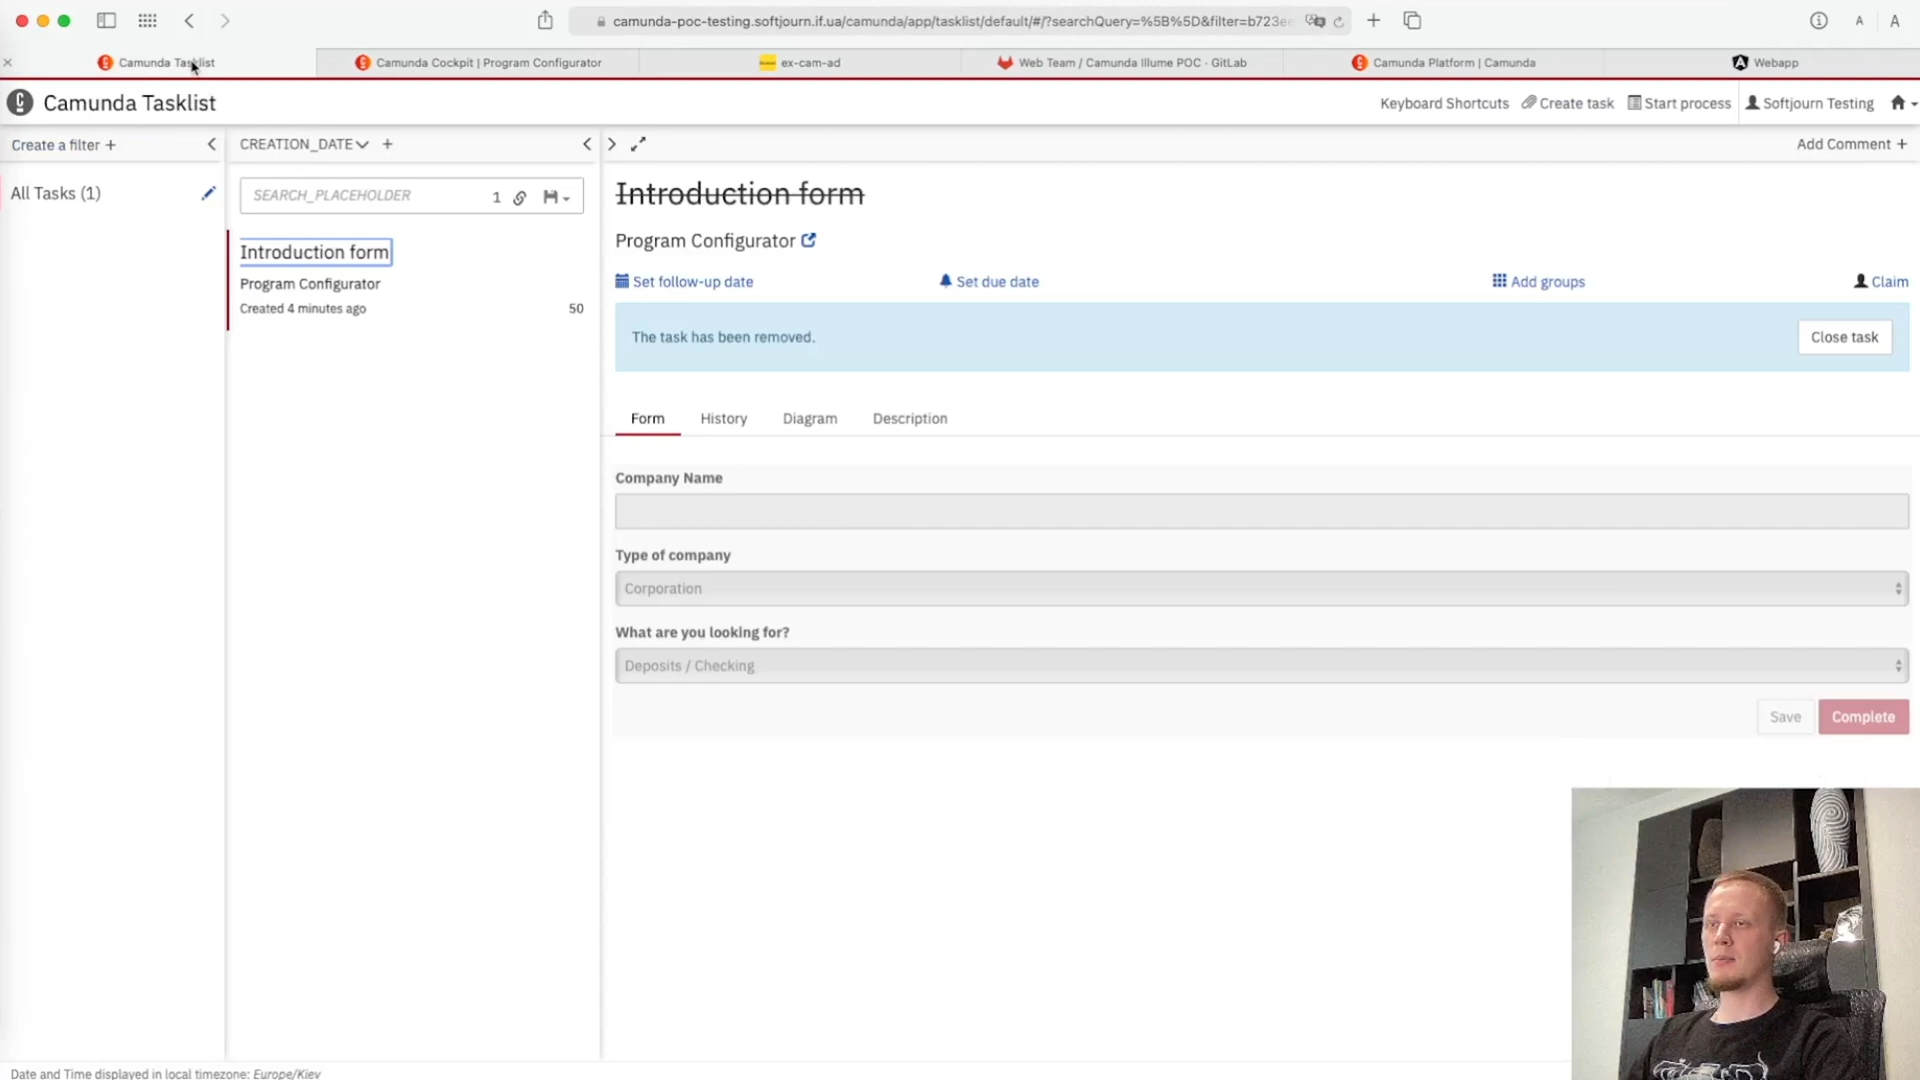 camunda-poc-testing.softjourn.if.ua/camunda/app/tasklist/default/#/?searchQuery=%5B%5D&filter=b723e
A A
Camunda Tasklist
Camunda Cockpit | Program Configurator
ex-cam-ad
Web Team / Camunda Illume POC · GitLab
Camunda Platform | Camunda
Webapp
Camunda Tasklist
Keyboard Shortcuts
Create task
Start process
Softjourn Testing
Create a filter +
CREATION_DATE +
Add Comment +
All Tasks (1)
SEARCH_PLACEHOLDER 1
Introduction form
Program Configurator
Created 4 minutes ago 50
Introduction form
Program Configurator
Set follow-up date
Set due date
Add groups
Claim
The task has been removed.
Close task
Form History Diagram Description
Company Name
Type of company
Corporation
What are you looking for?
Deposits / Checking
Save Complete
Date and Time displayed in local timezone: Europe/Kiev